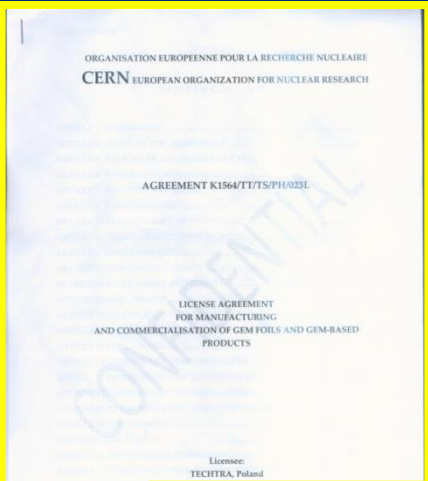 ORGANISATION EUROPEENNE POUR LA RECHERCHE NUCLEAIRE
CERN EUROPEAN ORGANIZATION FOR NUCLEAR RESEARCH
AGREEMENT K1564/TT/TS/PH/023L
CONFIDENTIAL
LICENSE AGREEMENT
FOR MANUFACTURING
AND COMMERCIALISATION OF GEM FOILS AND GEM-BASED
PRODUCTS
Licensee:
TECHTRA, Poland